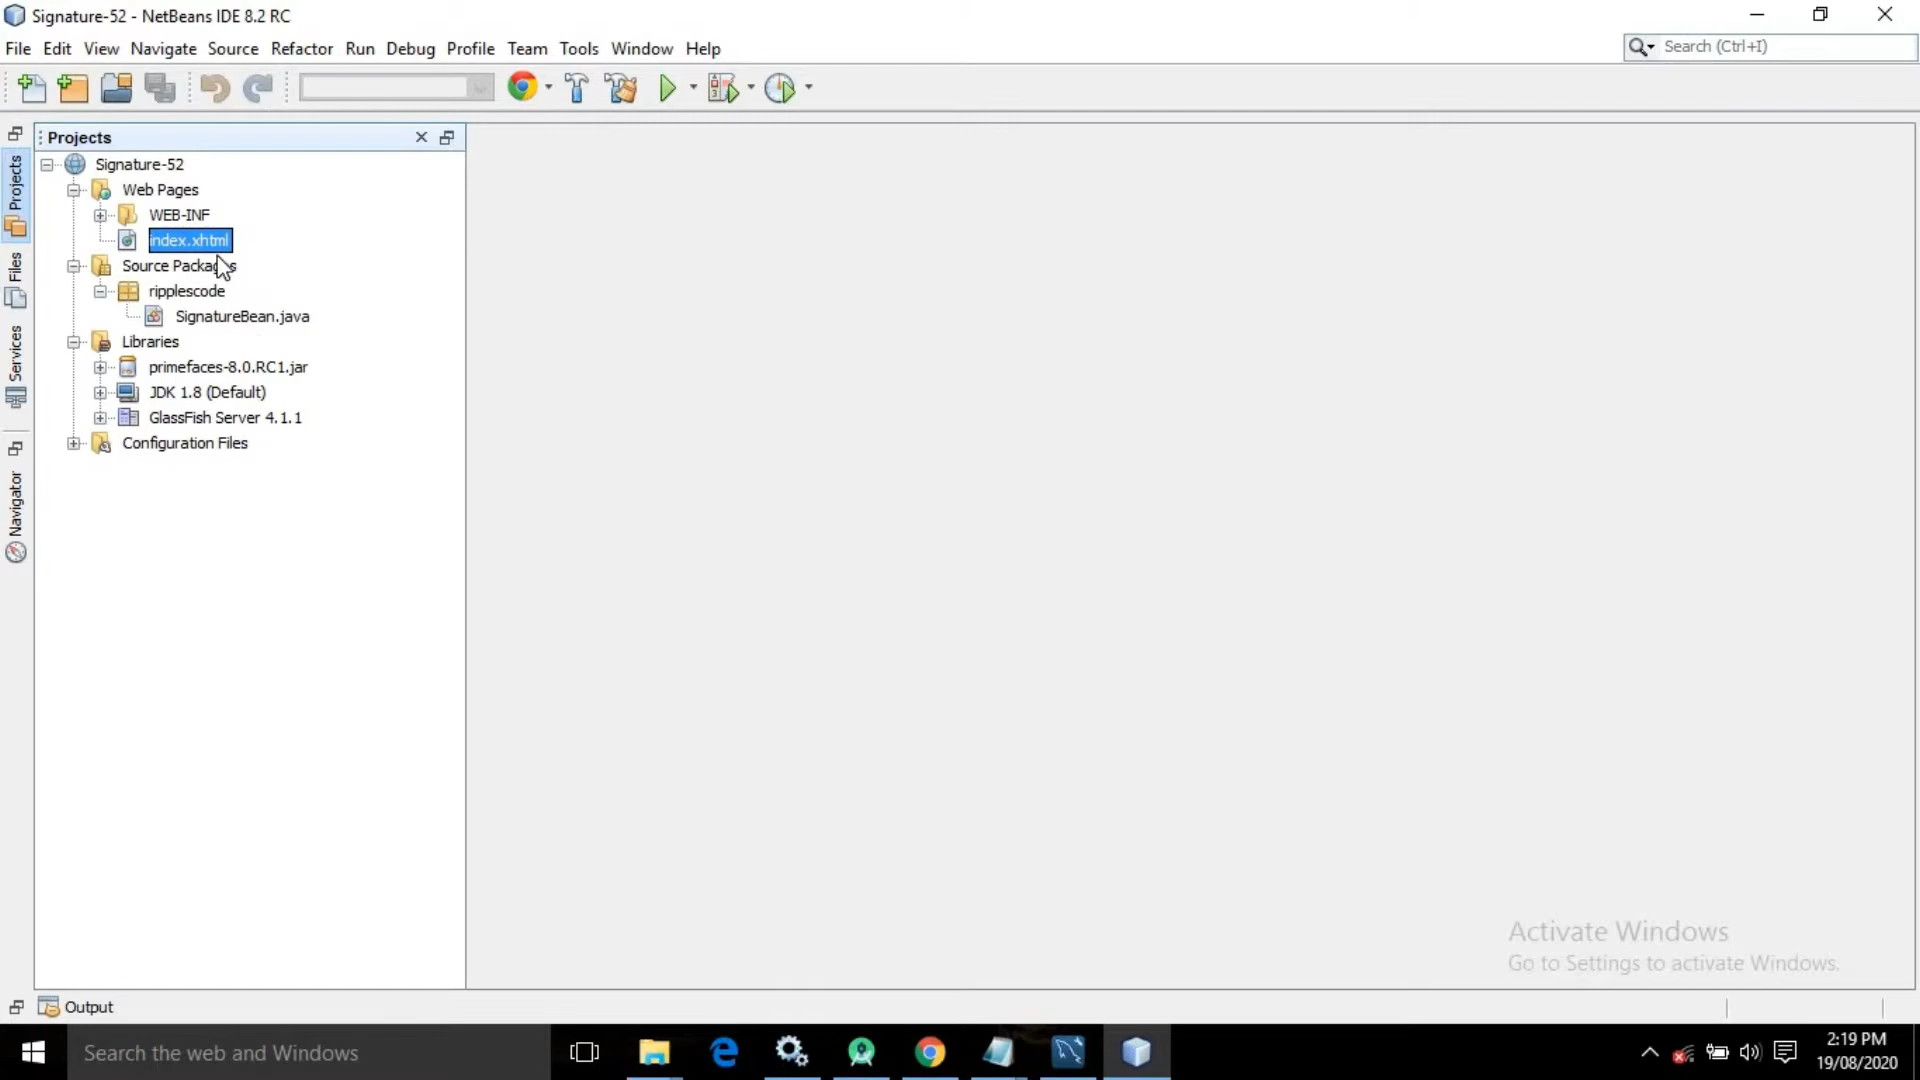 Signature-52 - NetBeans IDE 8.2 RC
File Edit View Navigate Source Refactor Run Debug Profile Team Tools Window Help
Search (Ctrl+I)
Projects
Signature-52
Web Pages
WEB-INF
index.xhtml
Source Packages
ripplescode
SignatureBean.java
Libraries
primefaces-8.0.RC1.jar
JDK 1.8 (Default)
GlassFish Server 4.1.1
Configuration Files
Projects
Files
Services
Navigator
Activate Windows
Go to Settings to activate Windows.
Output
Search the web and Windows
2:19 PM
19/08/2020